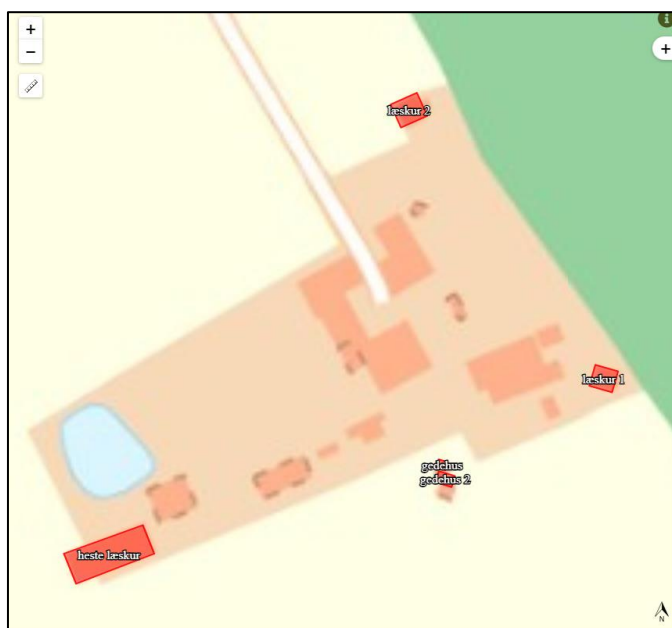 +
−
i
+
læskur 2
læskur 1
gedehus
gedehus 2
heste læskur
N